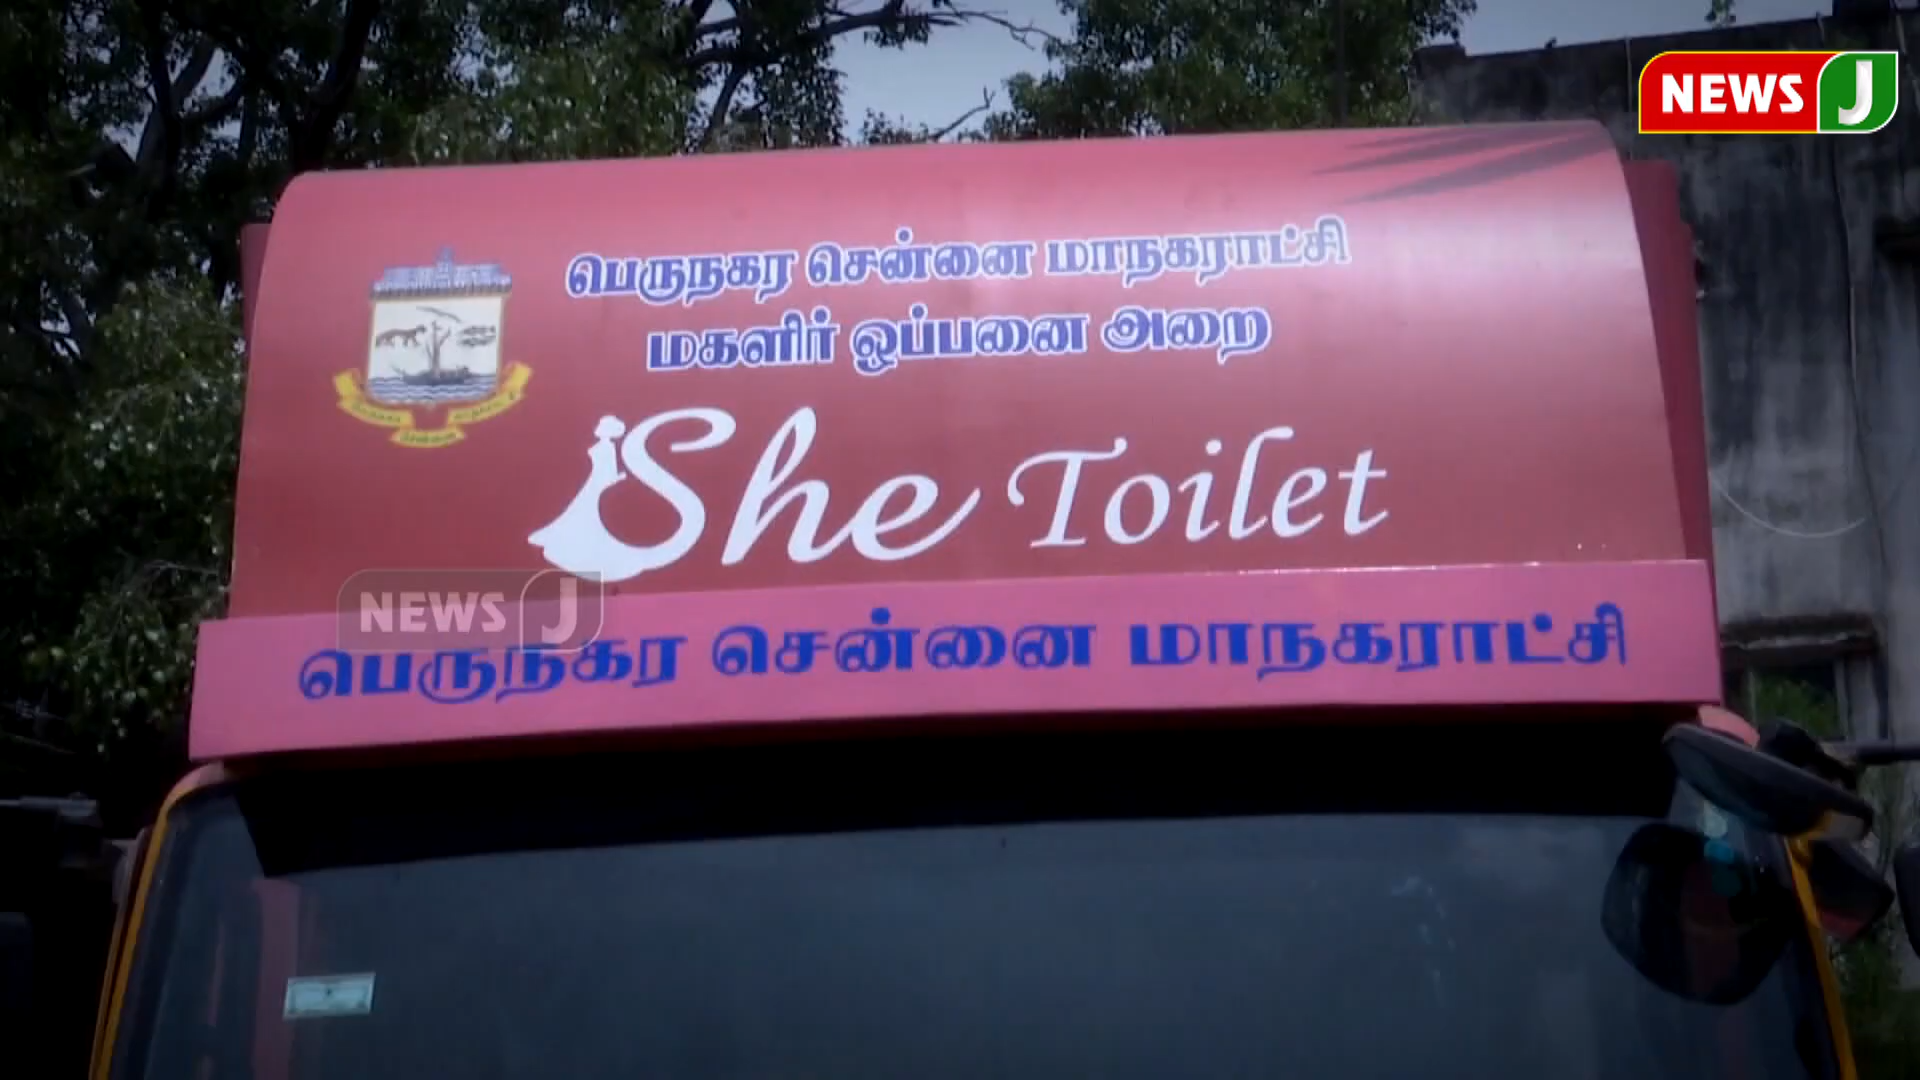 NEWS J
பெருநகர சென்னை மாநகராட்சி
மகளிர் ஒப்பனை அறை
She Toilet
NEWS J
பெருநகர சென்னை மாநகராட்சி